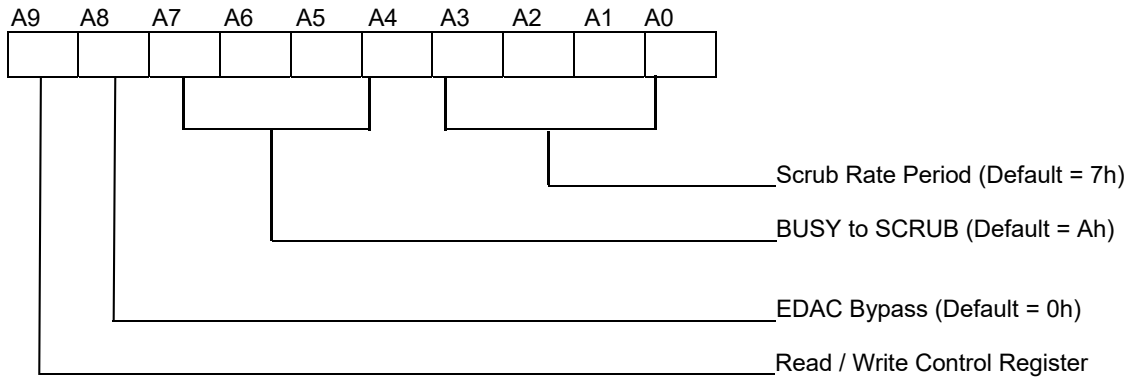 A9 A8 A7 A6 A5 A4 A3 A2 A1 A0
Scrub Rate Period (Default = 7h)
BUSY to SCRUB (Default = Ah)
EDAC Bypass (Default = 0h)
Read / Write Control Register